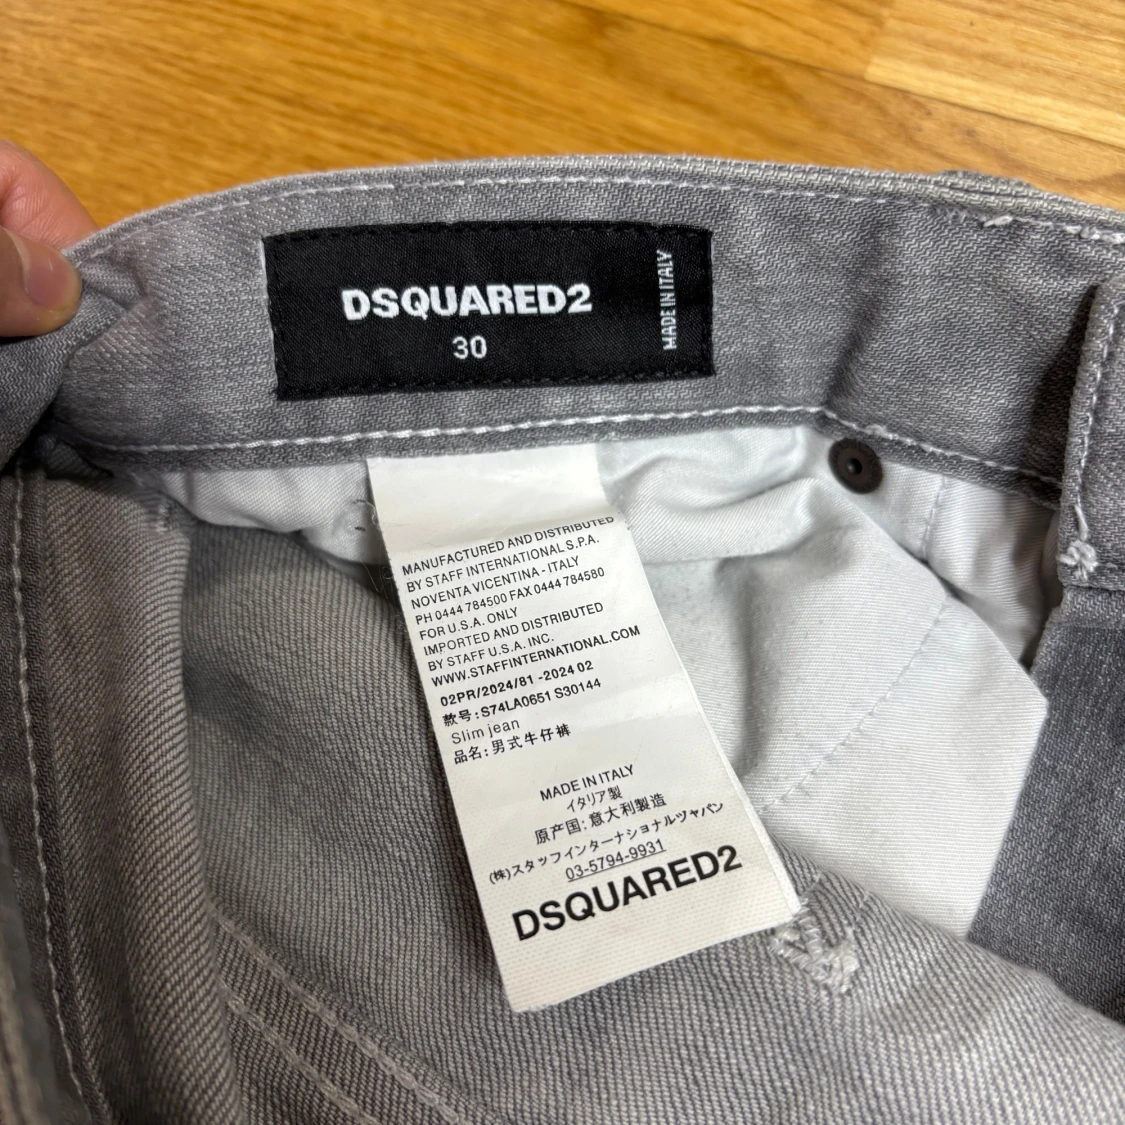 DSQUARED2
30
MADE IN ITALY
MANUFACTURED AND DISTRIBUTED
BY STAFF INTERNATIONAL S.P.A.
NOVENTA VICENTINA - ITALY
PH 0444 784500 FAX 0444 784580
FOR U.S.A. ONLY
IMPORTED AND DISTRIBUTED
BY STAFF U.S.A. INC.
WWW.STAFFINTERNATIONAL.COM
02PR/2024/81 -2024 02
款号:S74LA0651 S30144
Slim jean
品名:男式牛仔裤
MADE IN ITALY
イタリア製
原产国:意大利製造
(株)スタッフインターナショナルツャパン
03-5794-9931
DSQUARED2